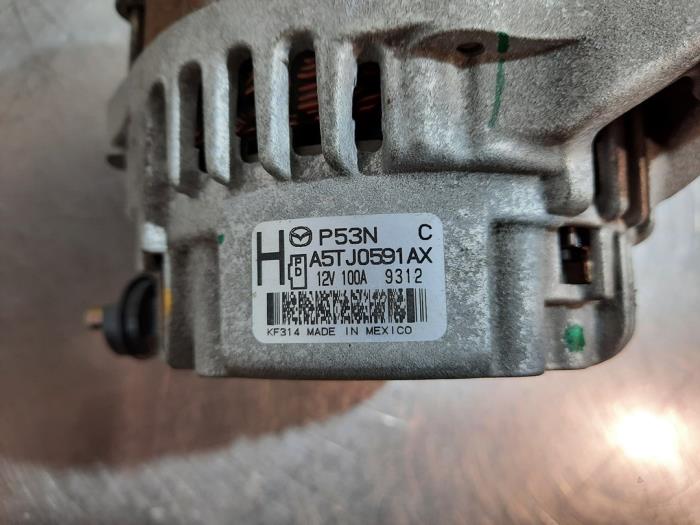 H P53N C
A5TJ0591AX
12V 100A 9312
KF314 MADE IN MEXICO